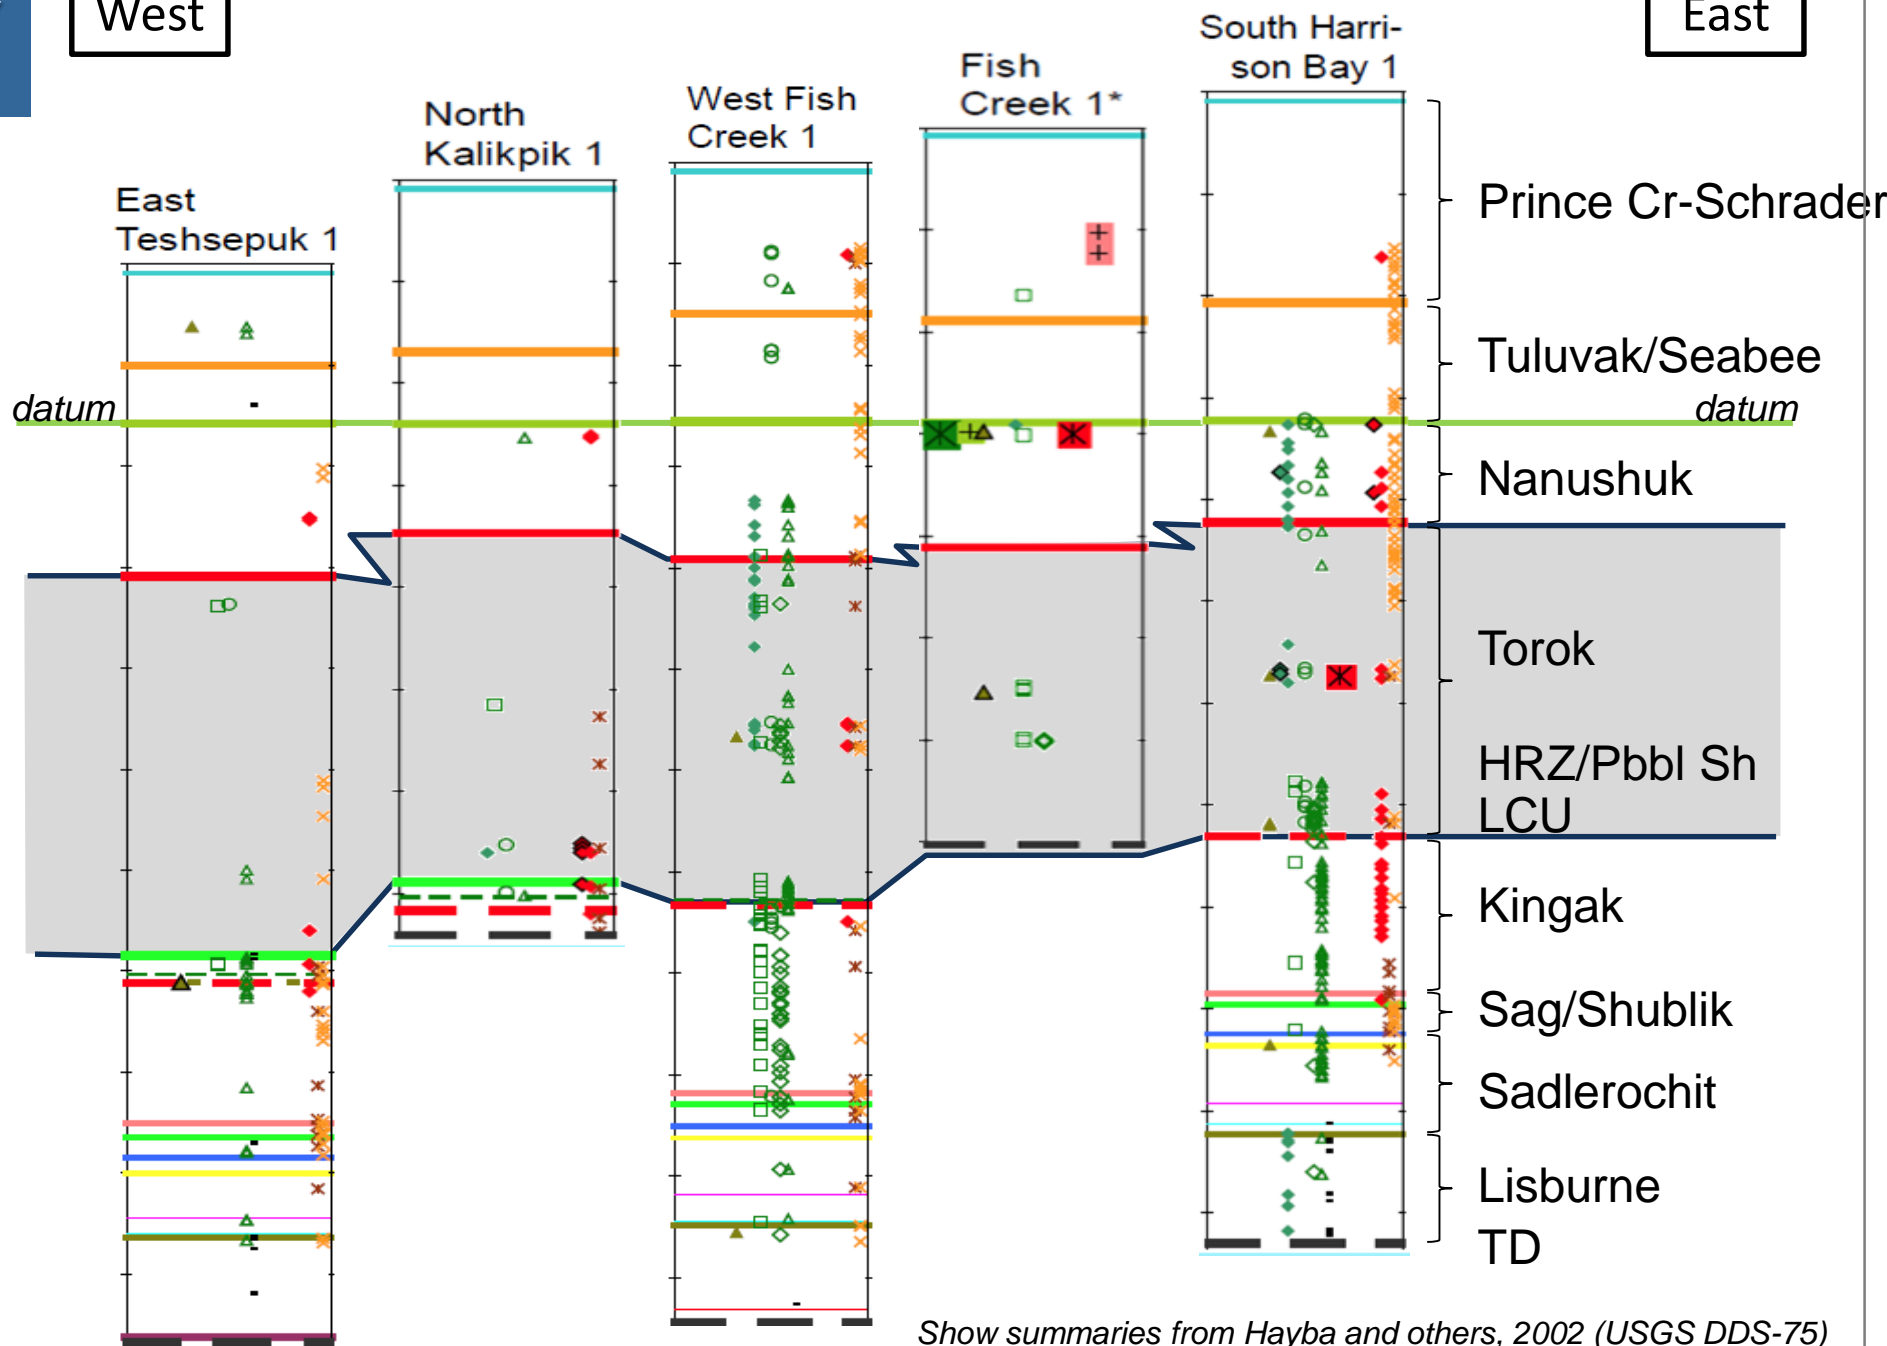 West
East
South Harri-
son Bay 1
Fish
Creek 1*
West Fish
Creek 1
North
Kalikpik 1
East
Teshsepuk 1
Prince Cr-Schrader
Tuluvak/Seabee
datum
datum
Nanushuk
Torok
HRZ/Pbbl Sh
LCU
Kingak
Sag/Shublik
Sadlerochit
Lisburne
TD
Show summaries from Hayba and others, 2002 (USGS DDS-75)